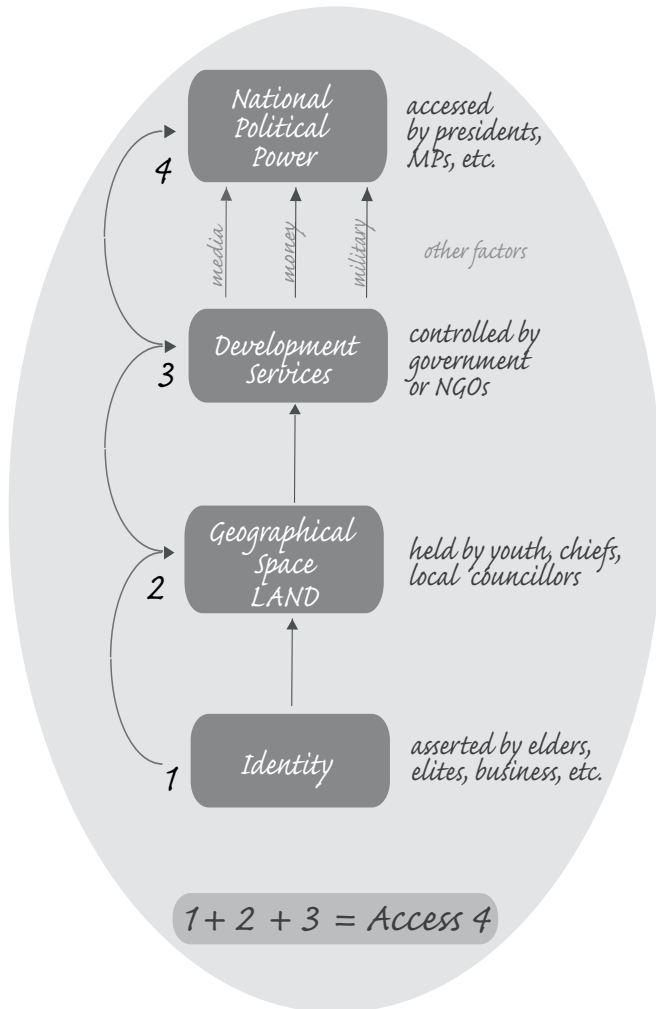 National
Political
Power
accessed
by presidents,
MPs, etc.
4
media
money
military
other factors
Development
Services
controlled by
government
or NGOs
3
Geographical
Space
LAND
held by youth, chiefs,
local councillors
2
Identity
asserted by elders,
elites, business, etc.
1
1 + 2 + 3 = Access 4